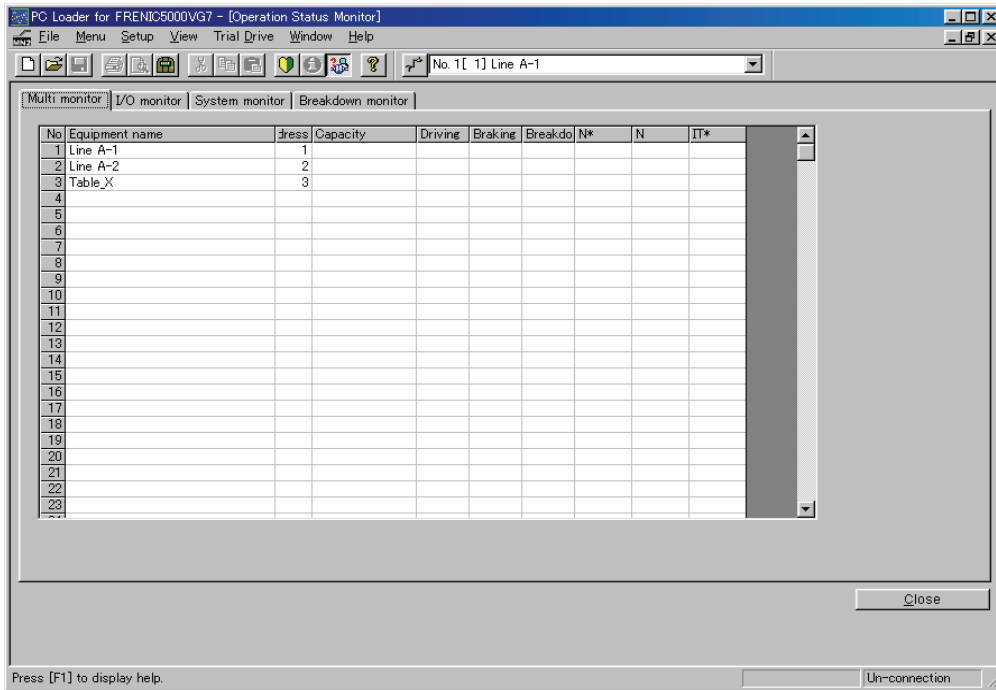 PC Loader for FRENIC5000VG7 - [Operation Status Monitor]
File Menu Setup View Trial Drive Window Help
No. 1[ 1] Line A-1
Multi monitor I/O monitor System monitor Breakdown monitor
No Equipment name dress Capacity Driving Braking Breakdo N* N IT*
1 Line A-1 1
2 Line A-2 2
3 Table_X 3
4
5
6
7
8
9
10
11
12
13
14
15
16
17
18
19
20
21
22
23
Close
Press [F1] to display help. Un-connection